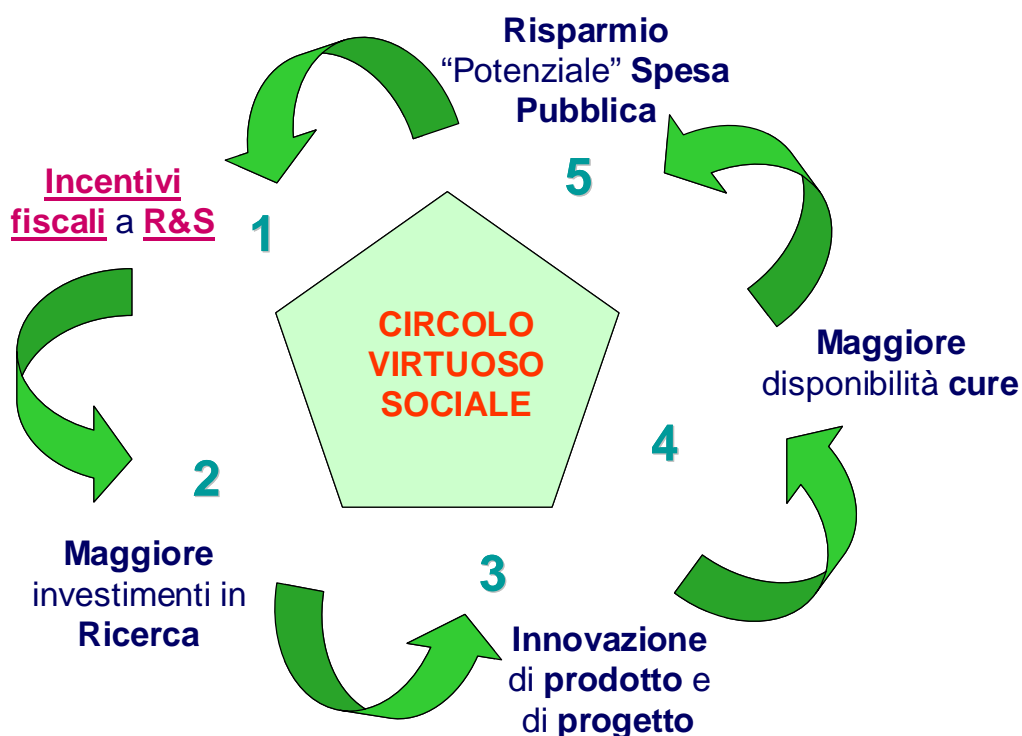 Risparmio
“Potenziale” Spesa
Pubblica
5
Incentivi
fiscali a R&S
1
CIRCOLO
VIRTUOSO
SOCIALE
Maggiore
disponibilità cure
4
2
Maggiore
investimenti in
Ricerca
3
Innovazione
di prodotto e
di progetto